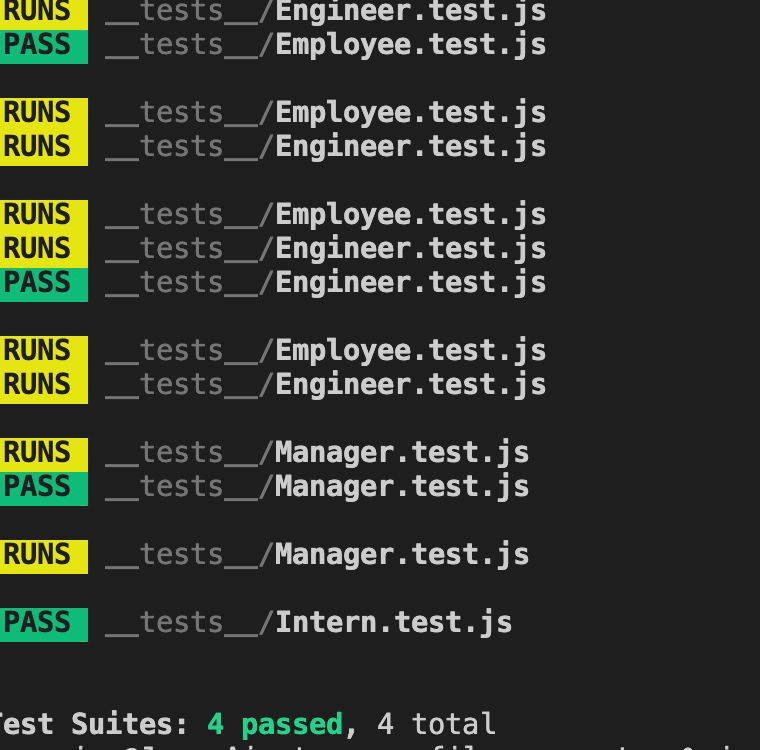 RUNS __tests__/Engineer.test.js
PASS __tests__/Employee.test.js
RUNS __tests__/Employee.test.js
RUNS __tests__/Engineer.test.js
RUNS __tests__/Employee.test.js
RUNS __tests__/Engineer.test.js
PASS __tests__/Engineer.test.js
RUNS __tests__/Employee.test.js
RUNS __tests__/Engineer.test.js
RUNS __tests__/Manager.test.js
PASS __tests__/Manager.test.js
RUNS __tests__/Manager.test.js
PASS __tests__/Intern.test.js
Test Suites: 4 passed, 4 total